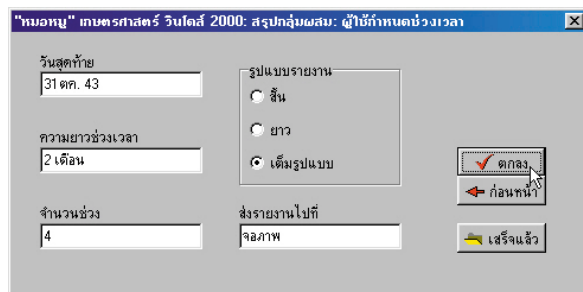 "หมอหมู" เกษตรศาสตร์ วินโดส์ 2000: สรุปกลุ่มผสม: ผู้ใช้กำหนดช่วงเวลา
วันสุดท้าย
31 ตค. 43
ความยาวช่วงเวลา
2 เดือน
จำนวนช่วง
4
รูปแบบรายงาน
สั้น
ยาว
เต็มรูปแบบ
ส่งรายงานไปที่
จอภาพ
ตกลง
ก่อนหน้า
เสร็จแล้ว